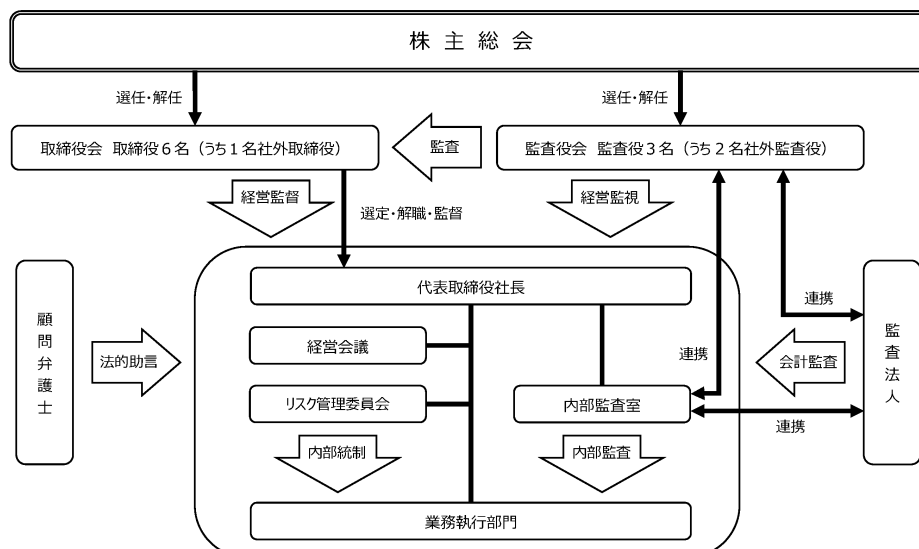 株主総会
選任・解任
選任・解任
取締役会 取締役6名（うち1名社外取締役）
監査
監査役会 監査役3名（うち2名社外監査役）
経営監督
選定・解職・監督
経営監視
代表取締役社長
顧問弁護士
法的助言
経営会議
連携
連携
会計監査
監査法人
リスク管理委員会
内部監査室
連携
内部統制
内部監査
業務執行部門